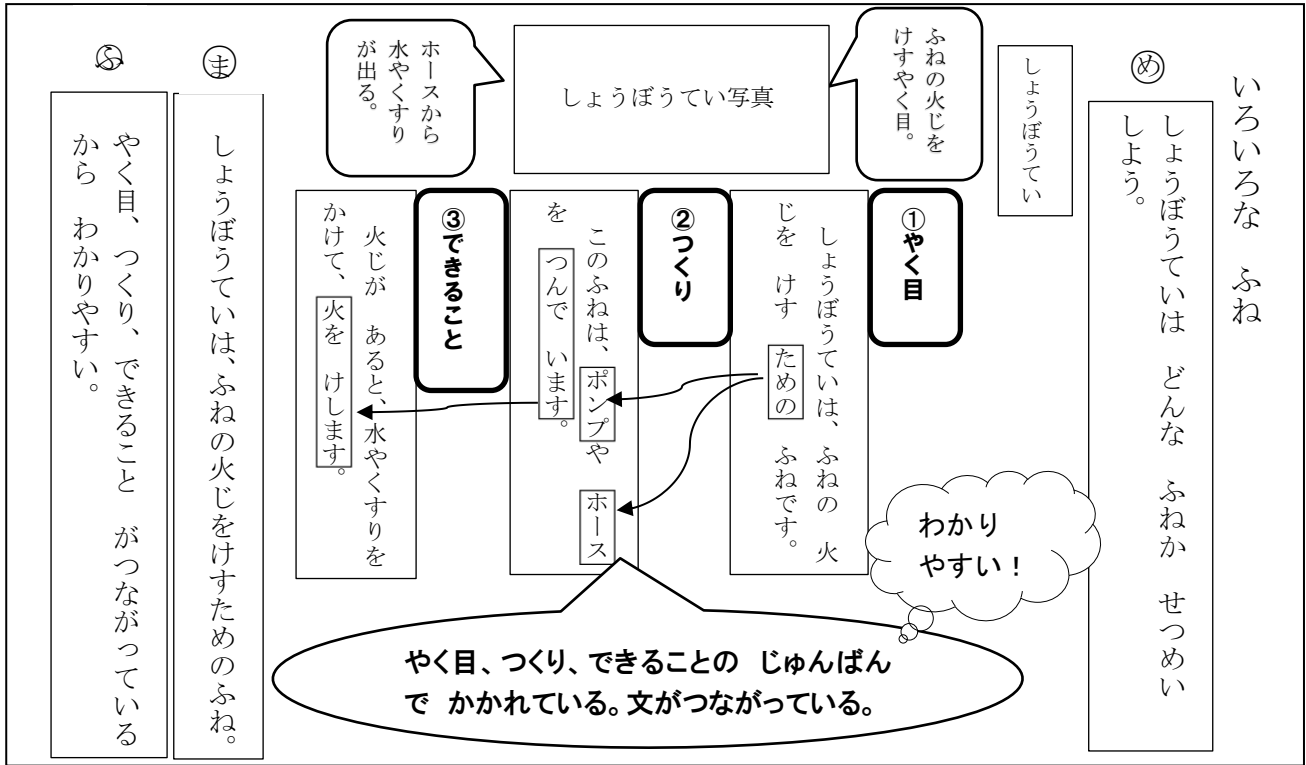 いろいろな ふね
め
しょうぼうていは どんな ふねか せつめい
しよう。
しょうぼうてい
ふねの火じを
けすやく目。
しょうぼうてい写真
ホースから
水やくすり
が出る。
①やく目
しょうぼうていは、ふねの 火
じを けす ための ふねです。
②つくり
このふねは、ポンプや ホース
を つんで います。
③できること
火じが あると、水やくすりを
かけて、火を けします。
わかり
やすい！
やく目、つくり、できることの じゅんばん
で かかれている。文がつながっている。
ま
しょうぼうていは、ふねの火じをけすためのふね。
ふ
やく目、つくり、できること がつながっている
から わかりやすい。